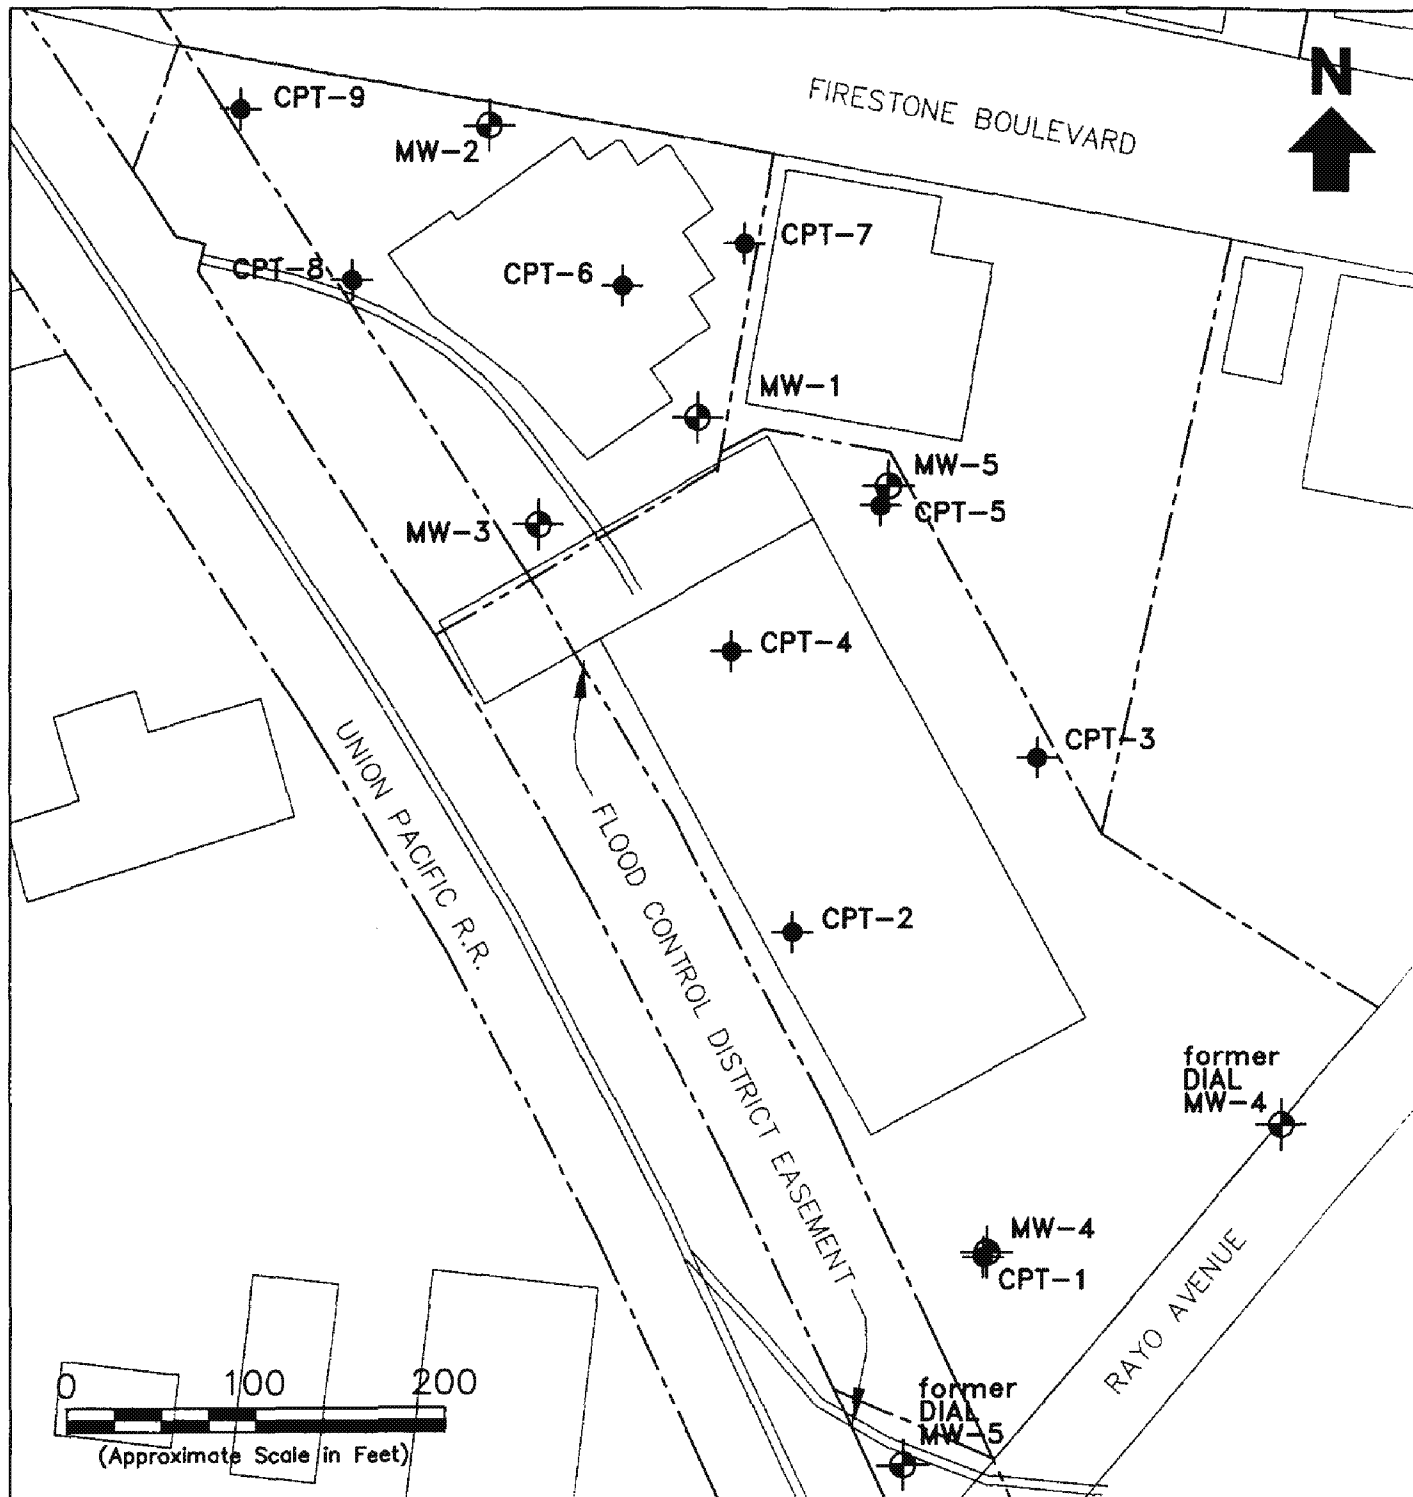 N
FIRESTONE BOULEVARD
CPT-9
MW-2
CPT-7
CPT-8
CPT-6
MW-1
MW-5
CPT-5
MW-3
CPT-4
CPT-3
UNION PACIFIC R.R.
FLOOD CONTROL DISTRICT EASEMENT
CPT-2
former
DIAL
MW-4
MW-4
CPT-1
RAYO AVENUE
former
DIAL
MW-5
0 100 200
(Approximate Scale in Feet)